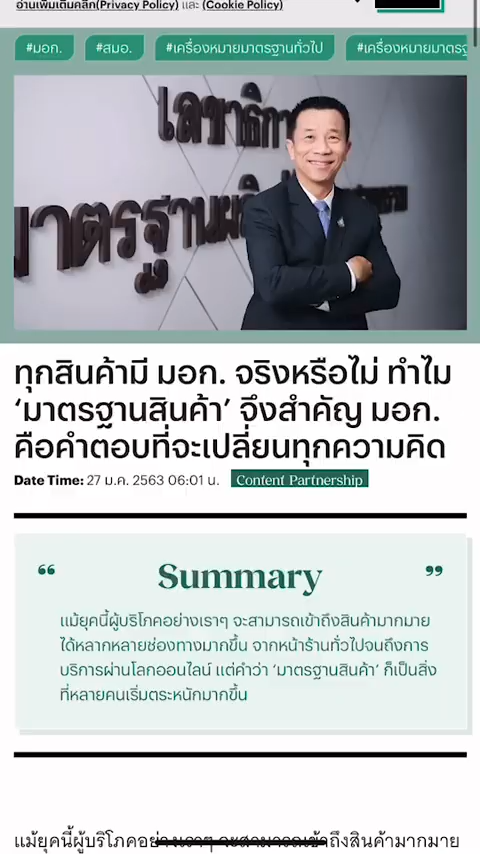 อ่านเพิ่มเติมคลิก(Privacy Policy) และ (Cookie Policy)
#มอก. #สมอ. #เครื่องหมายมาตรฐานทั่วไป
เลขาธิการ
ทุกสินค้ามี มอก. จริงหรือไม่ ทำไม
‘มาตรฐานสินค้า’ จึงสำคัญ มอก.
คือคำตอบที่จะเปลี่ยนทุกความคิด
Date Time: 27 ม.ค. 2563 06:01 น. Content Partnership
“ Summary ”
แม้ยุคนี้ผู้บริโภคอย่างเราๆ จะสามารถเข้าถึงสินค้ามากมาย
ได้หลากหลายช่องทางมากขึ้น จากหน้าร้านทั่วไปจนถึงการ
บริการผ่านโลกออนไลน์ แต่คำว่า ‘มาตรฐานสินค้า’ ก็เป็นสิ่ง
ที่หลายคนเริ่มตระหนักมากขึ้น
แม้ยุคนี้ผู้บริโภคอย่างเราๆ จะสามารถเข้าถึงสินค้ามากมาย